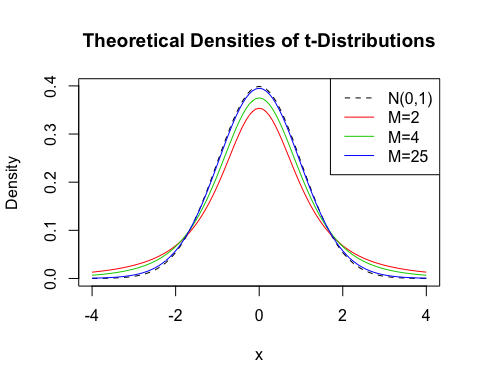 Theoretical Densities of t-Distributions
N(0,1)
M=2
M=4
M=25
Density
0.0
0.1
0.2
0.3
0.4
-4
-2
0
2
4
x